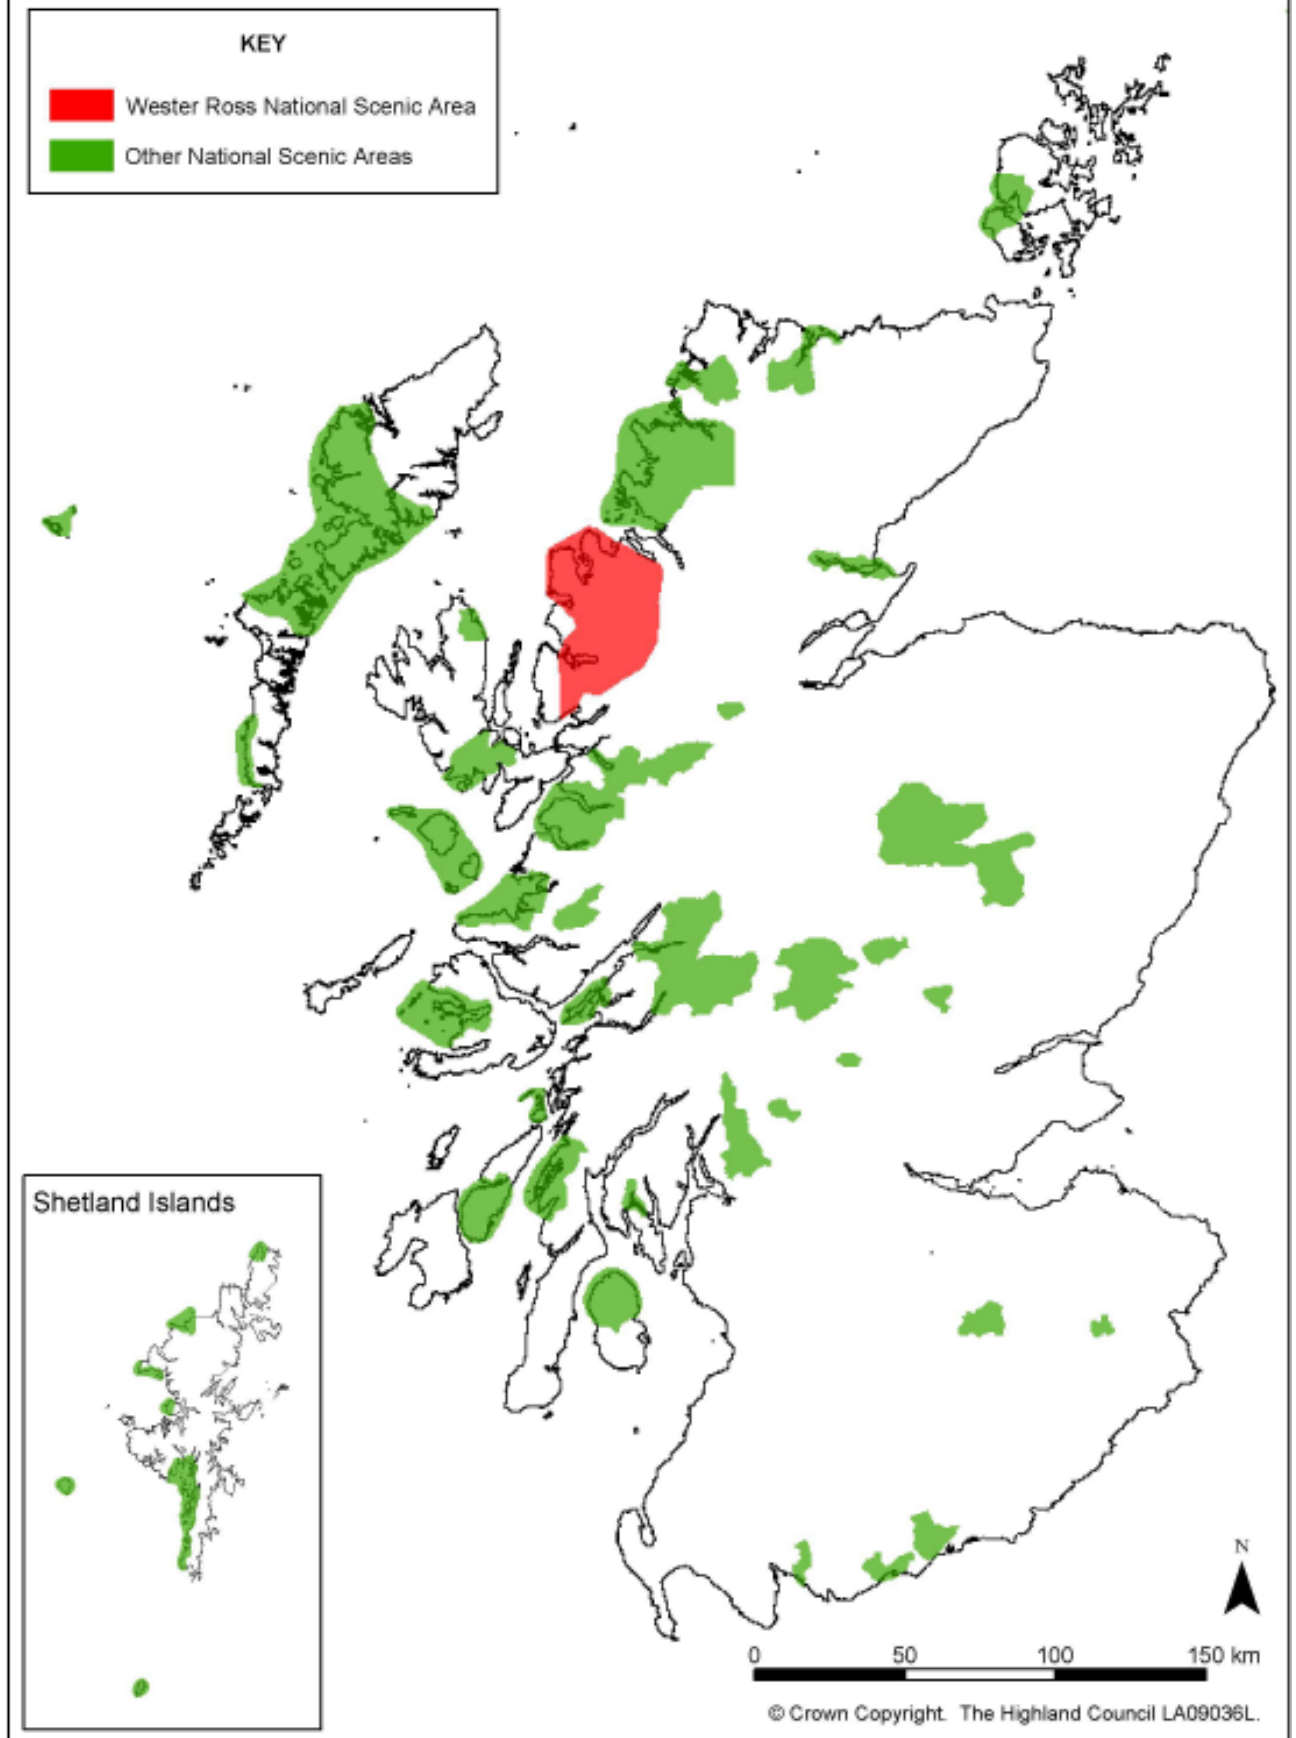 KEY
Wester Ross National Scenic Area
Other National Scenic Areas
Shetland Islands
N
0 50 100 150 km
© Crown Copyright. The Highland Council LA09036L.